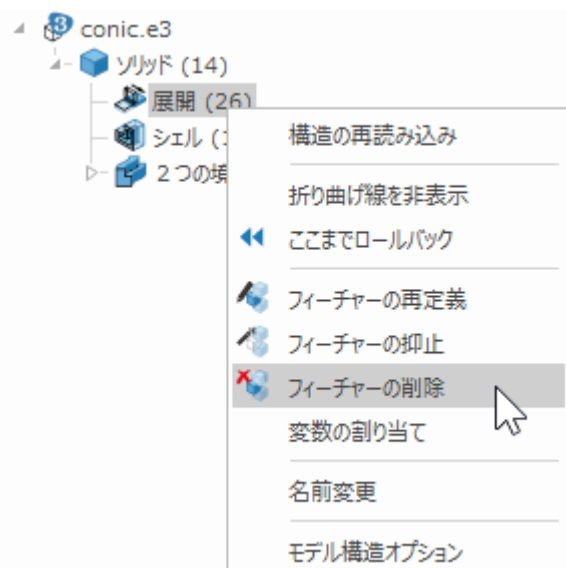 conic.e3
ソリッド (14)
展開 (26)
シェル (
2つの境
構造の再読み込み
折り曲げ線を非表示
ここまでロールバック
フィーチャーの再定義
フィーチャーの抑止
フィーチャーの削除
変数の割り当て
名前変更
モデル構造オプション